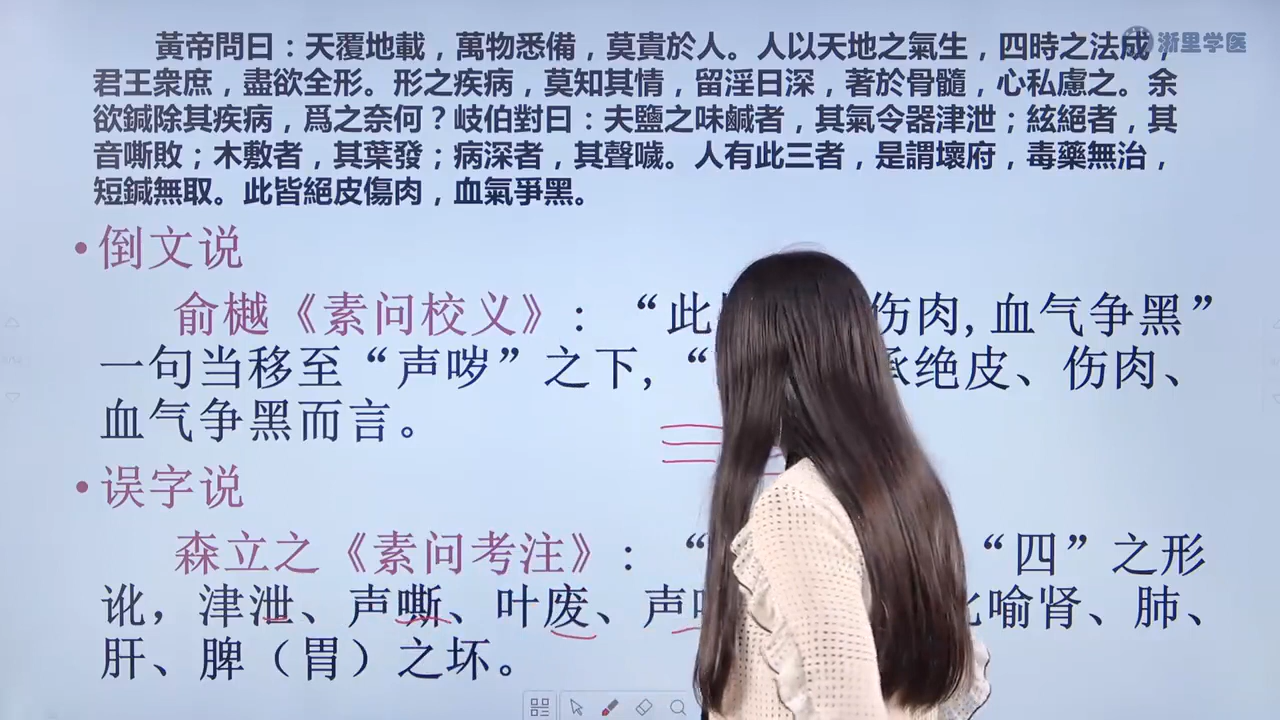 黃帝問曰：天覆地載，萬物悉備，莫貴於人。人以天地之氣生，四時之法成，
浙里学医
君王衆庶，盡欲全形。形之疾病，莫知其情，留淫日深，著於骨髓，心私慮之。余
欲鍼除其疾病，爲之奈何？岐伯對曰：夫鹽之味鹹者，其氣令器津泄；絃絕者，其
音嘶敗；木敷者，其葉發；病深者，其聲噦。人有此三者，是謂壞府，毒藥無治，
短鍼無取。此皆絕皮傷肉，血氣爭黑。
•倒文说
俞樾《素问校义》：“此 伤肉,血气争黑”
一句当移至“声哕”之下,“ 绝皮、伤肉、
血气争黑而言。
•误字说
森立之《素问考注》：“ “四”之形
讹，津泄、声嘶、叶废、声 喻肾、肺、
肝、脾（胃）之坏。